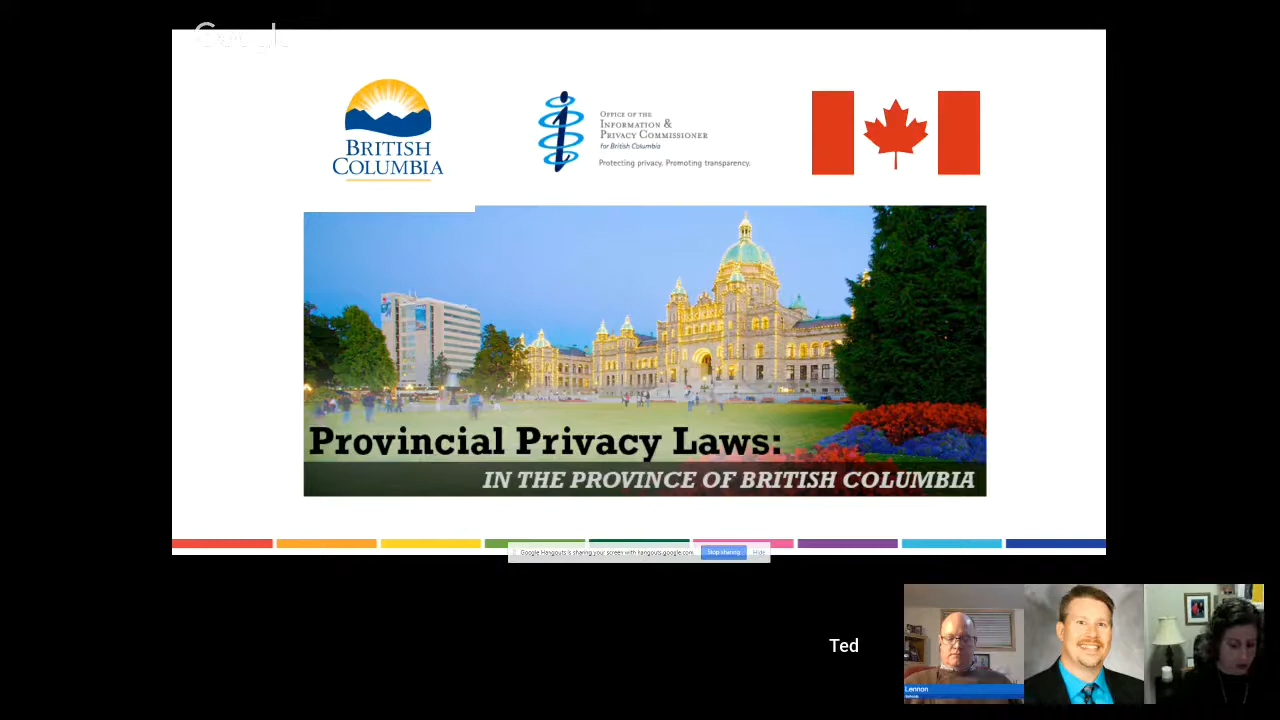 Google
BRITISH
COLUMBIA
OFFICE OF THE
INFORMATION &
PRIVACY COMMISSIONER
for British Columbia
Protecting privacy. Promoting transparency.
Provincial Privacy Laws:
IN THE PROVINCE OF BRITISH COLUMBIA
Google Hangouts is sharing your screen with hangouts.google.com.
Stop sharing
Hide
Ted
Lennon